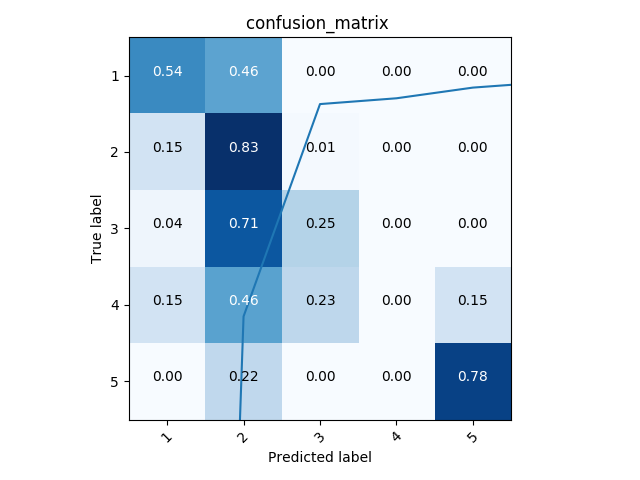 confusion_matrix
1 0.54 0.46 0.00 0.00 0.00
2 0.15 0.83 0.01 0.00 0.00
3 0.04 0.71 0.25 0.00 0.00
4 0.15 0.46 0.23 0.00 0.15
5 0.00 0.22 0.00 0.00 0.78
True label
1 2 3 4 5
Predicted label